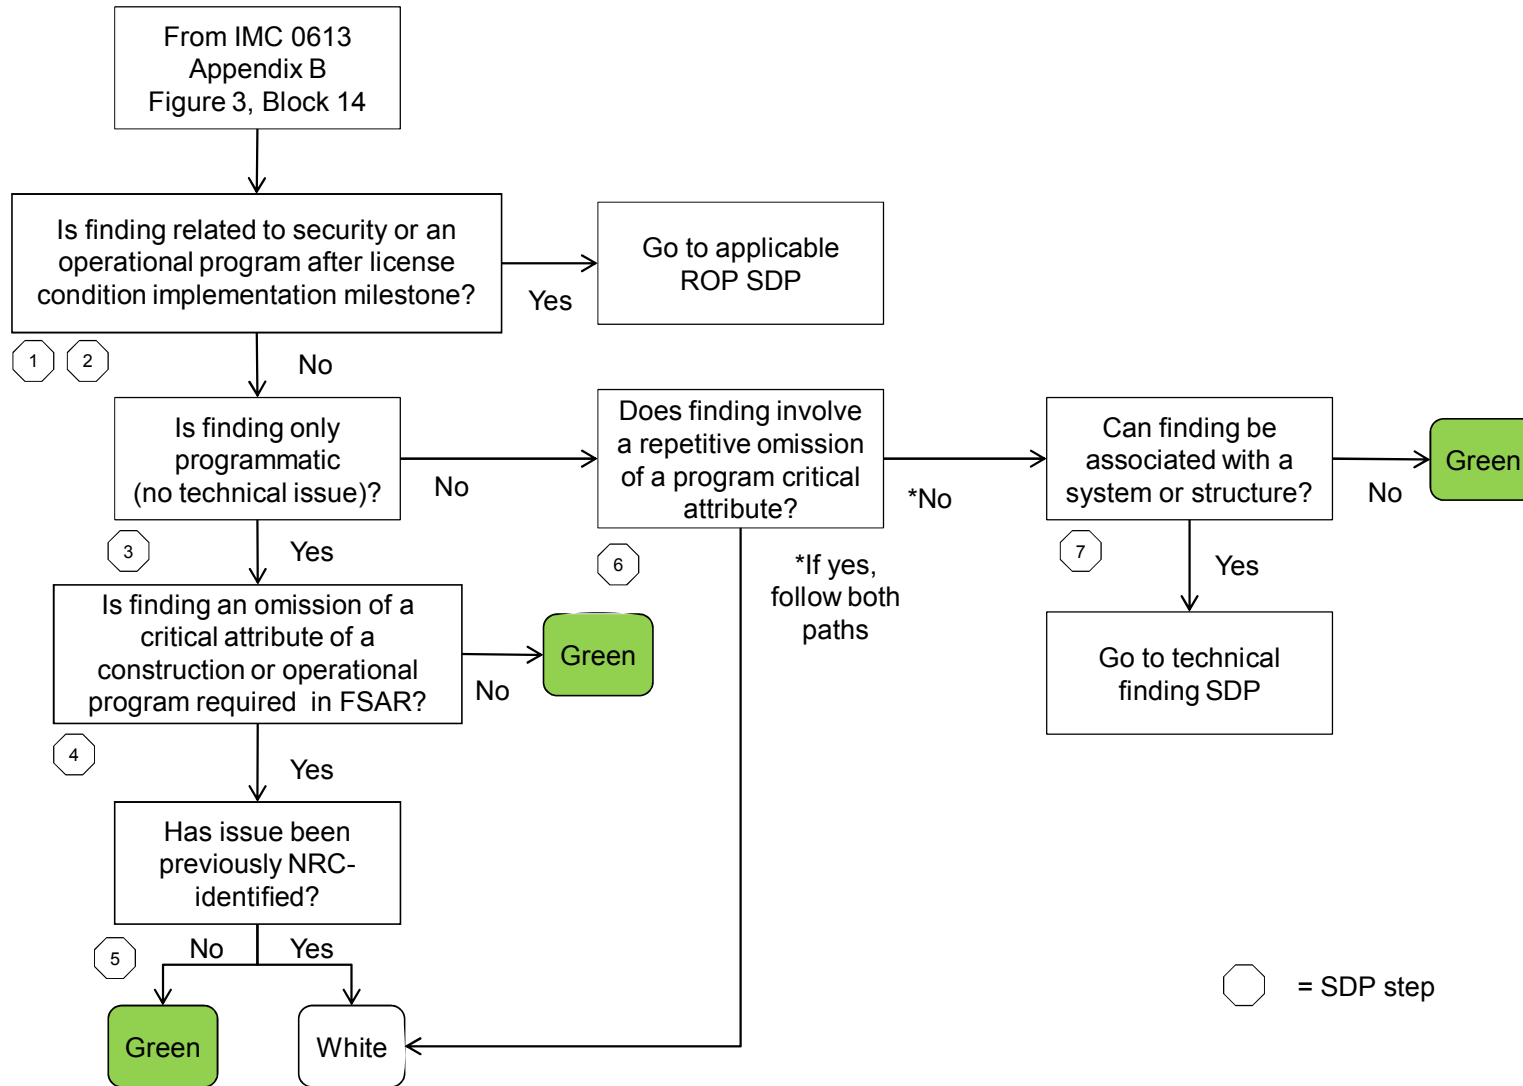 From IMC 0613
Appendix B
Figure 3, Block 14
Is finding related to security or an
operational program after license
condition implementation milestone?
Yes
Go to applicable
ROP SDP
1
2
No
Is finding only
programmatic
(no technical issue)?
No
Does finding involve
a repetitive omission
of a program critical
attribute?
*No
Can finding be
associated with a
system or structure?
No
Green
3
Yes
6
*If yes,
follow both
paths
7
Yes
Is finding an omission of a
critical attribute of a
construction or operational
program required in FSAR?
No
Green
Go to technical
finding SDP
4
Yes
Has issue been
previously NRC-
identified?
5
No
Yes
Green
White
= SDP step